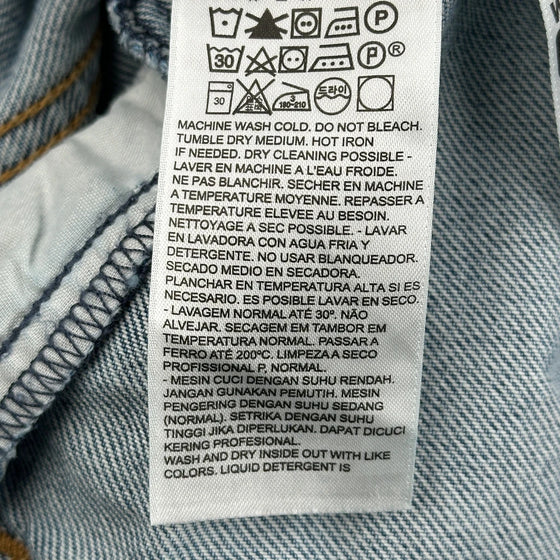 P
30 P ®
30 표백 3 180~210 드라이
MACHINE WASH COLD. DO NOT BLEACH.
TUMBLE DRY MEDIUM. HOT IRON
IF NEEDED. DRY CLEANING POSSIBLE -
LAVER EN MACHINE A L'EAU FROIDE.
NE PAS BLANCHIR. SECHER EN MACHINE
A TEMPERATURE MOYENNE. REPASSER A
TEMPERATURE ELEVEE AU BESOIN.
NETTOYAGE A SEC POSSIBLE. - LAVAR
EN LAVADORA CON AGUA FRIA Y
DETERGENTE. NO USAR BLANQUEADOR.
SECADO MEDIO EN SECADORA.
PLANCHAR EN TEMPERATURA ALTA SI ES
NECESARIO. ES POSIBLE LAVAR EN SECO.
- LAVAGEM NORMAL ATÉ 30º. NÃO
ALVEJAR. SECAGEM EM TAMBOR EM
TEMPERATURA NORMAL. PASSAR A
FERRO ATÉ 200ºC. LIMPEZA A SECO
PROFISSIONAL P, NORMAL.
- MESIN CUCI DENGAN SUHU RENDAH.
JANGAN GUNAKAN PEMUTIH. MESIN
PENGERING DENGAN SUHU SEDANG
(NORMAL). SETRIKA DENGAN SUHU
TINGGI JIKA DIPERLUKAN. DAPAT DICUCI
KERING PROFESIONAL.
WASH AND DRY INSIDE OUT WITH LIKE
COLORS. LIQUID DETERGENT IS